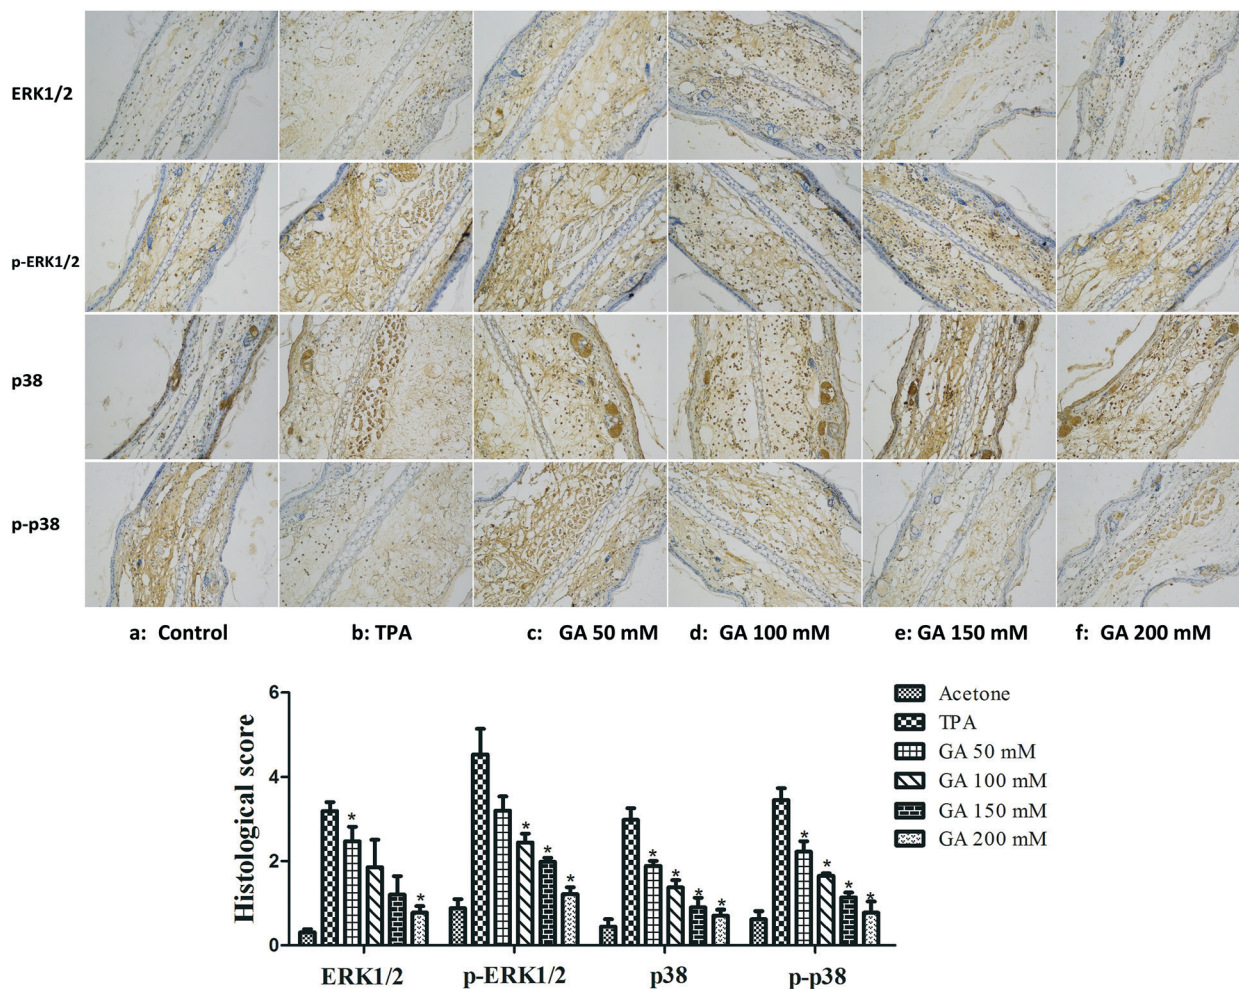 ERK1/2
p-ERK1/2
p38
p-p38
a: Control
b: TPA
c: GA 50 mM
d: GA 100 mM
e: GA 150 mM
f: GA 200 mM
Histological score
6
4
2
0
* * * * * * * * * * * * *
ERK1/2
p-ERK1/2
p38
p-p38
Acetone
TPA
GA 50 mM
GA 100 mM
GA 150 mM
GA 200 mM